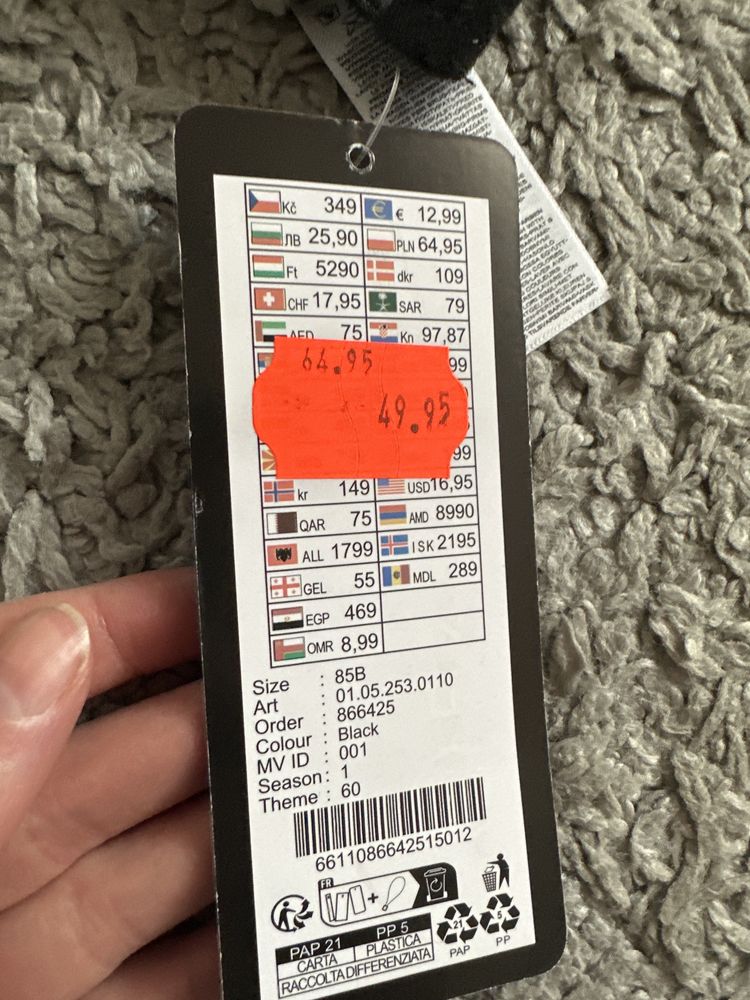 Kč 349 € 12,99
ЛВ 25,90 PLN 64,95
Ft 5290 dkr 109
CHF 17,95 SAR 79
AED 75 Kn 97,87
99
64.95
49.95
99
kr 149 USD 16,95
QAR 75 AMD 8990
ALL 1799 ISK 2195
GEL 55 MDL 289
EGP 469
OMR 8,99
Size : 85B
Art : 01.05.253.0110
Order : 866425
Colour : Black
MV ID : 001
Season : 1
Theme : 60
6611086642515012
FR
PAP 21 PP 5
CARTA PLASTICA
RACCOLTA DIFFERENZIATA
21 5
PAP PP